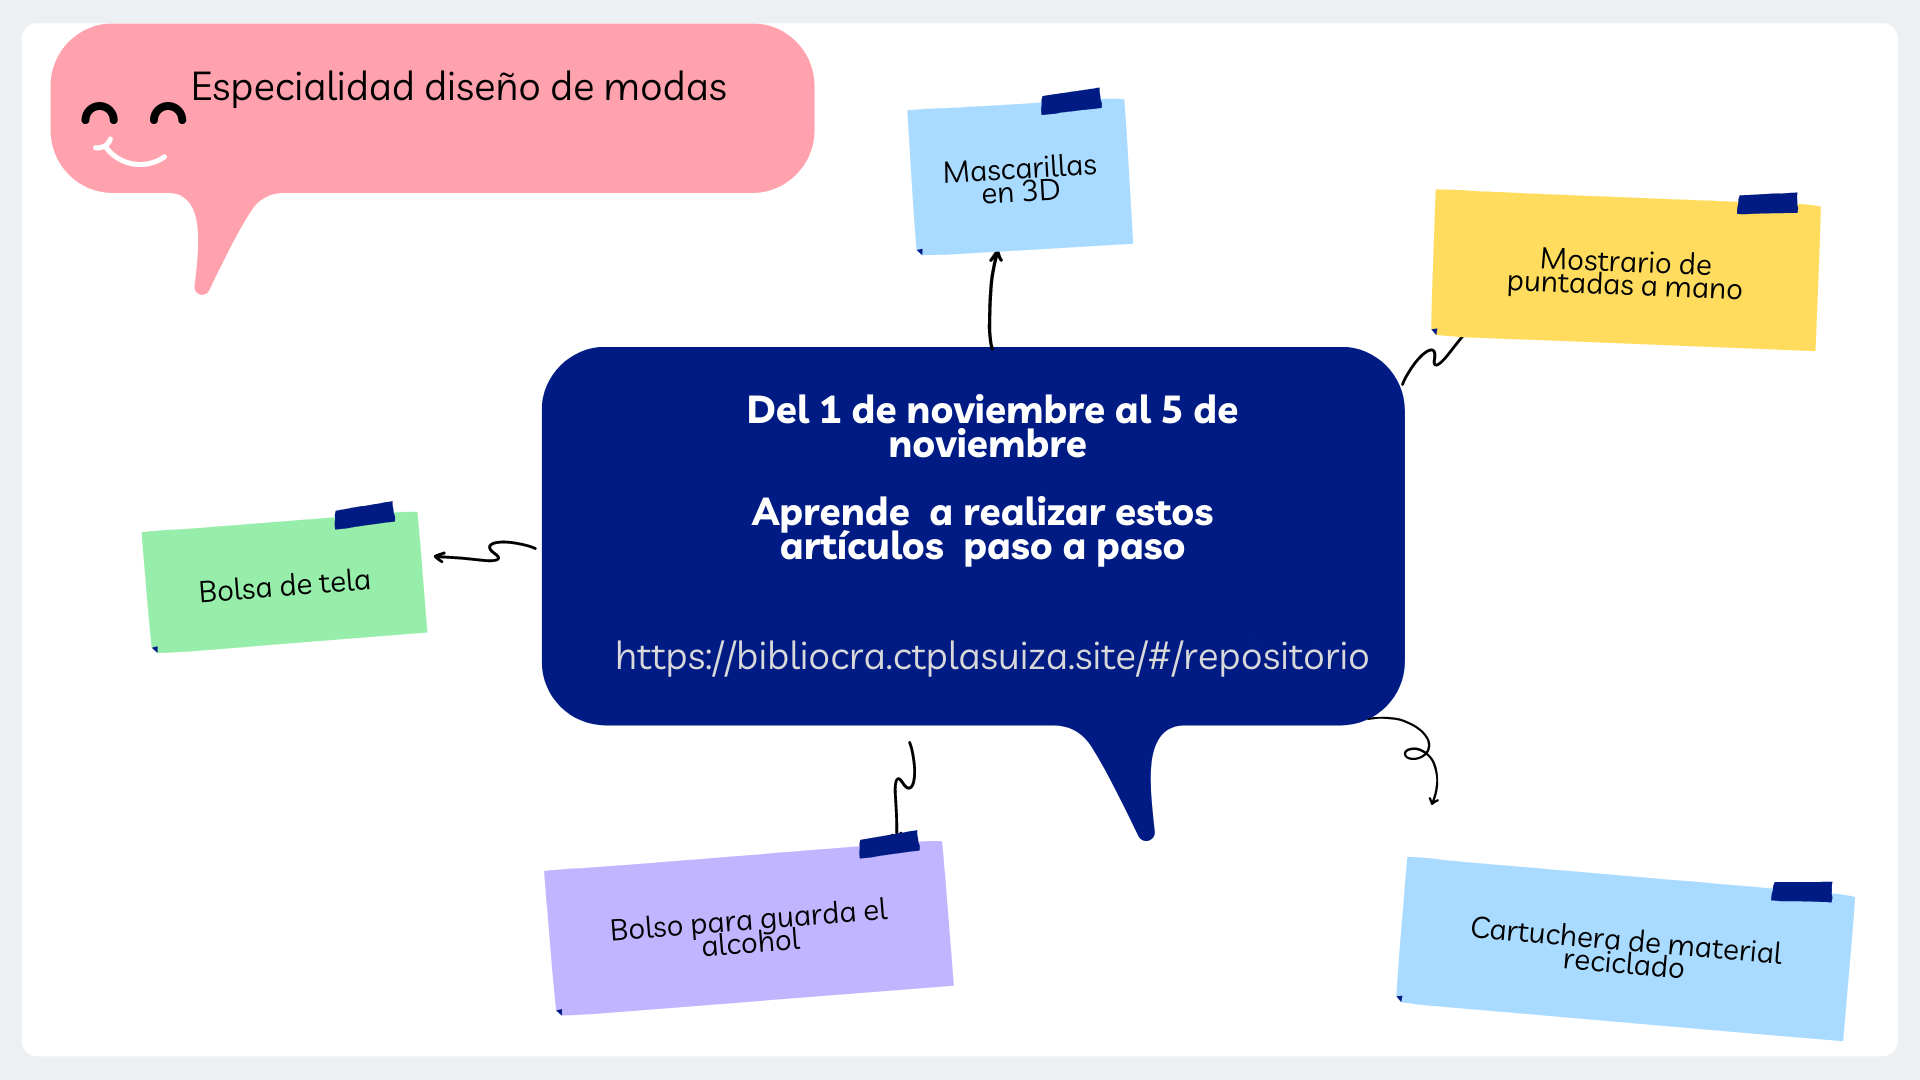 Especialidad diseño de modas
Mascarillas
en 3D
Mostrario de
puntadas a mano
Del 1 de noviembre al 5 de
noviembre
Aprende a realizar estos
artículos paso a paso
https://bibliocra.ctplasuiza.site/#/repositorio
Bolsa de tela
Bolso para guarda el
alcohol
Cartuchera de material
reciclado